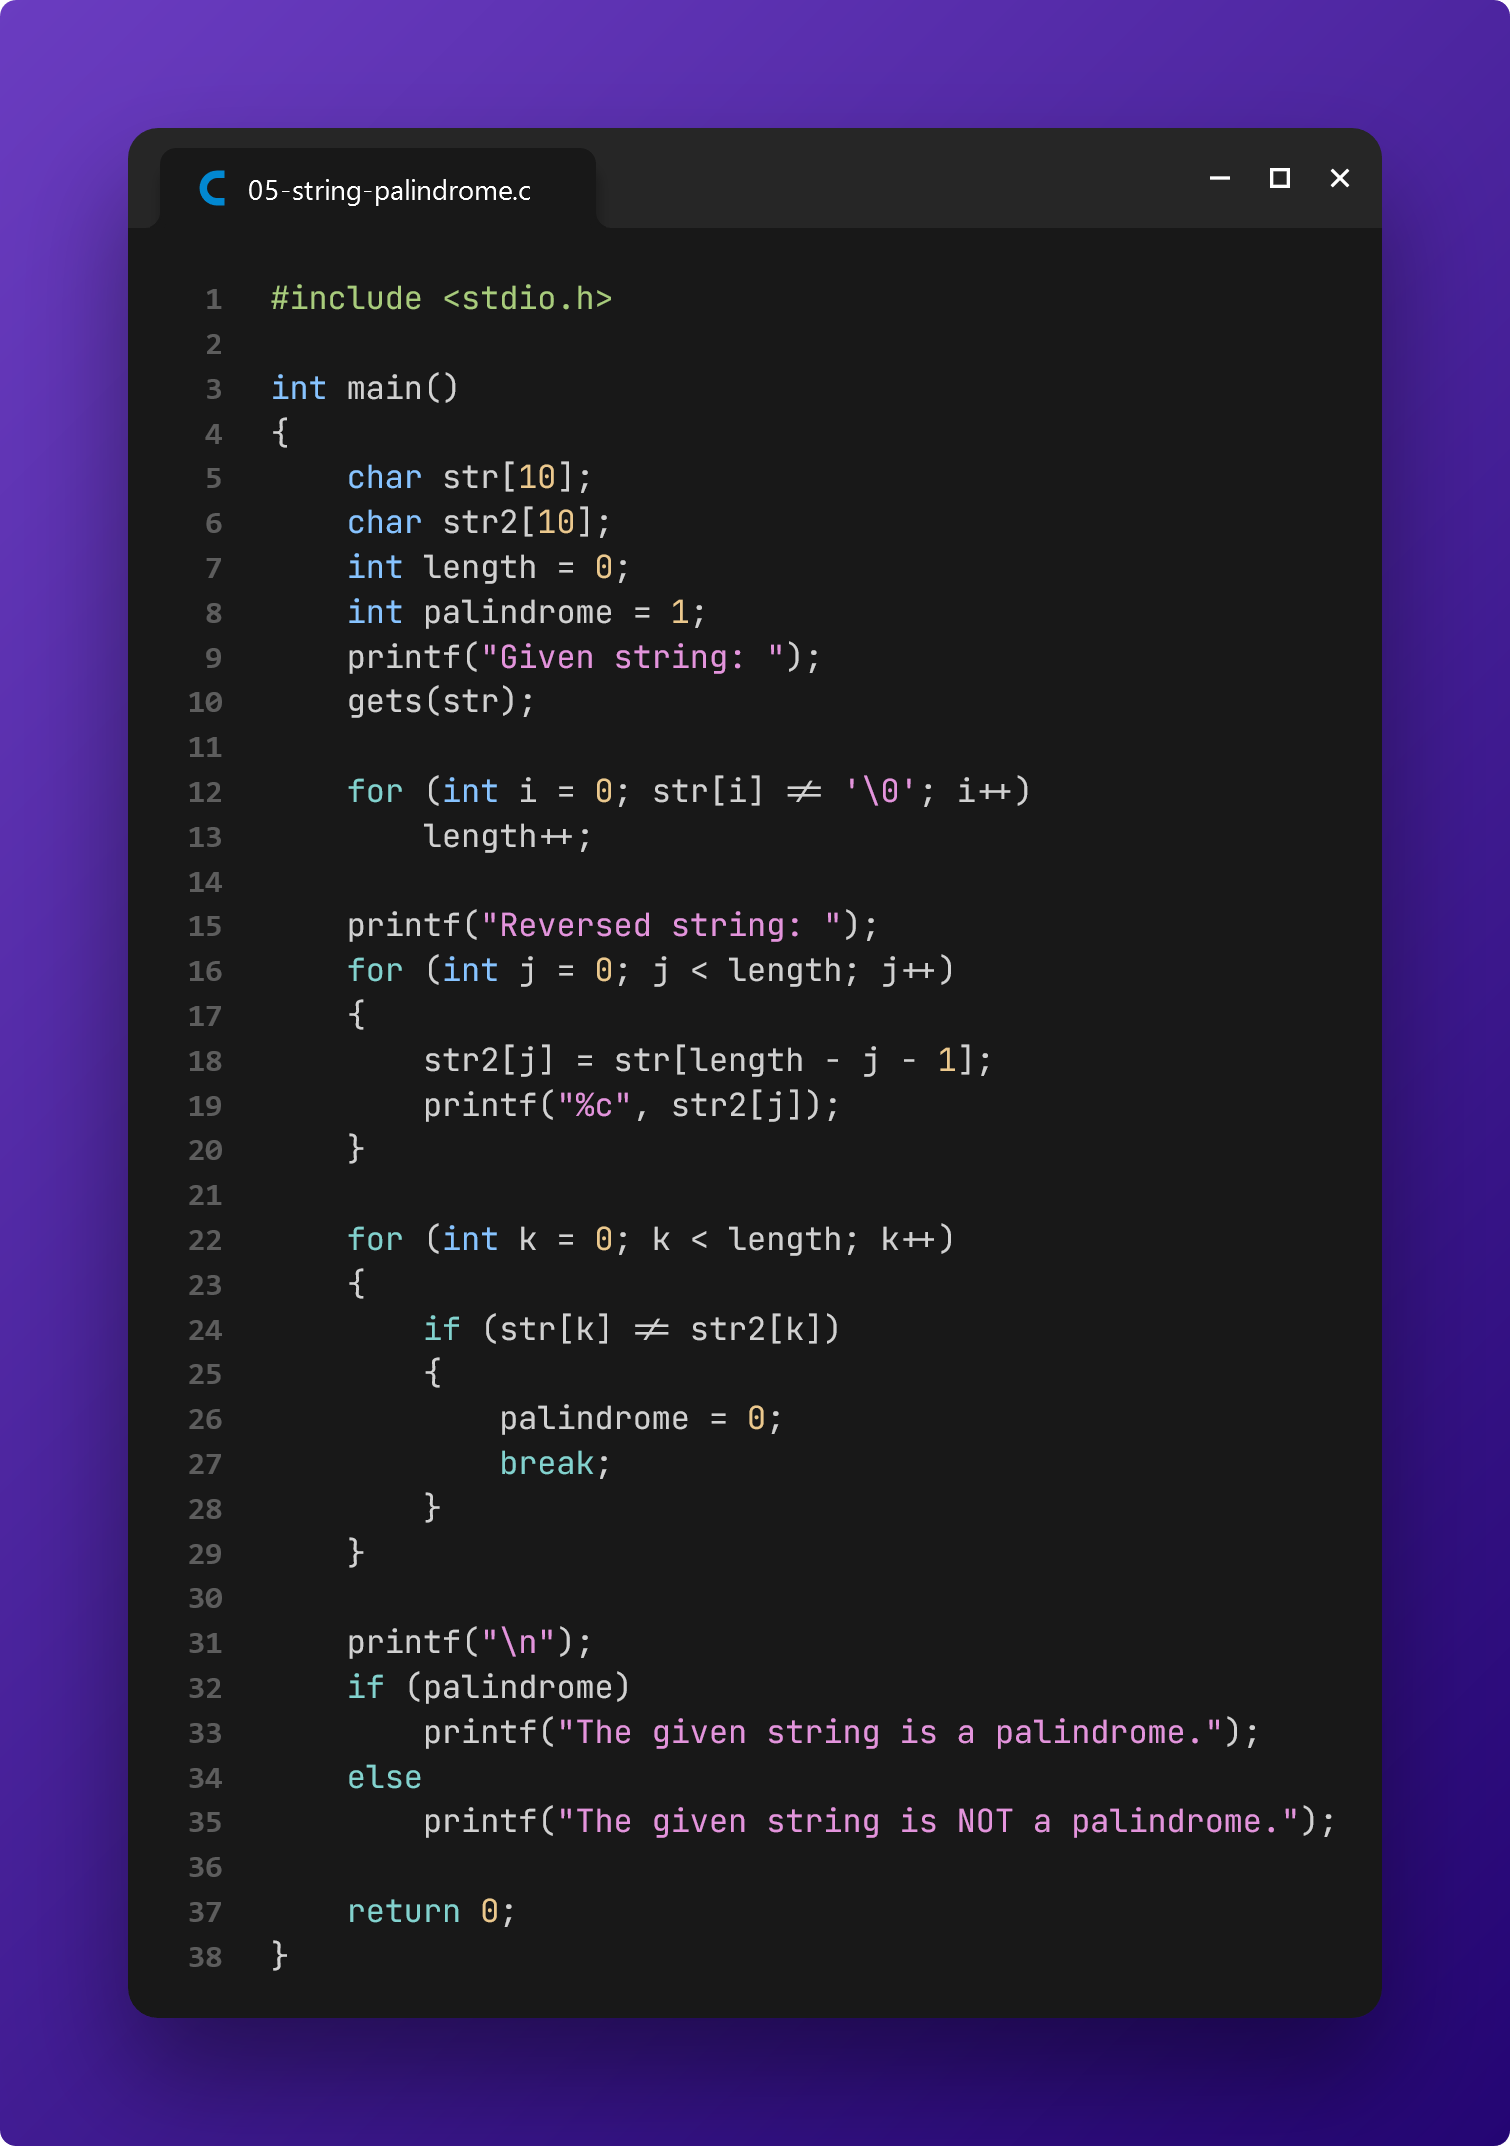 05-string-palindrome.c
1 #include <stdio.h>
2
3 int main()
4 {
5     char str[10];
6     char str2[10];
7     int length = 0;
8     int palindrome = 1;
9     printf("Given string: ");
10     gets(str);
11
12     for (int i = 0; str[i] != '\0'; i++)
13         length++;
14
15     printf("Reversed string: ");
16     for (int j = 0; j < length; j++)
17     {
18         str2[j] = str[length - j - 1];
19         printf("%c", str2[j]);
20     }
21
22     for (int k = 0; k < length; k++)
23     {
24         if (str[k] != str2[k])
25         {
26             palindrome = 0;
27             break;
28         }
29     }
30
31     printf("\n");
32     if (palindrome)
33         printf("The given string is a palindrome.");
34     else
35         printf("The given string is NOT a palindrome.");
36
37     return 0;
38 }